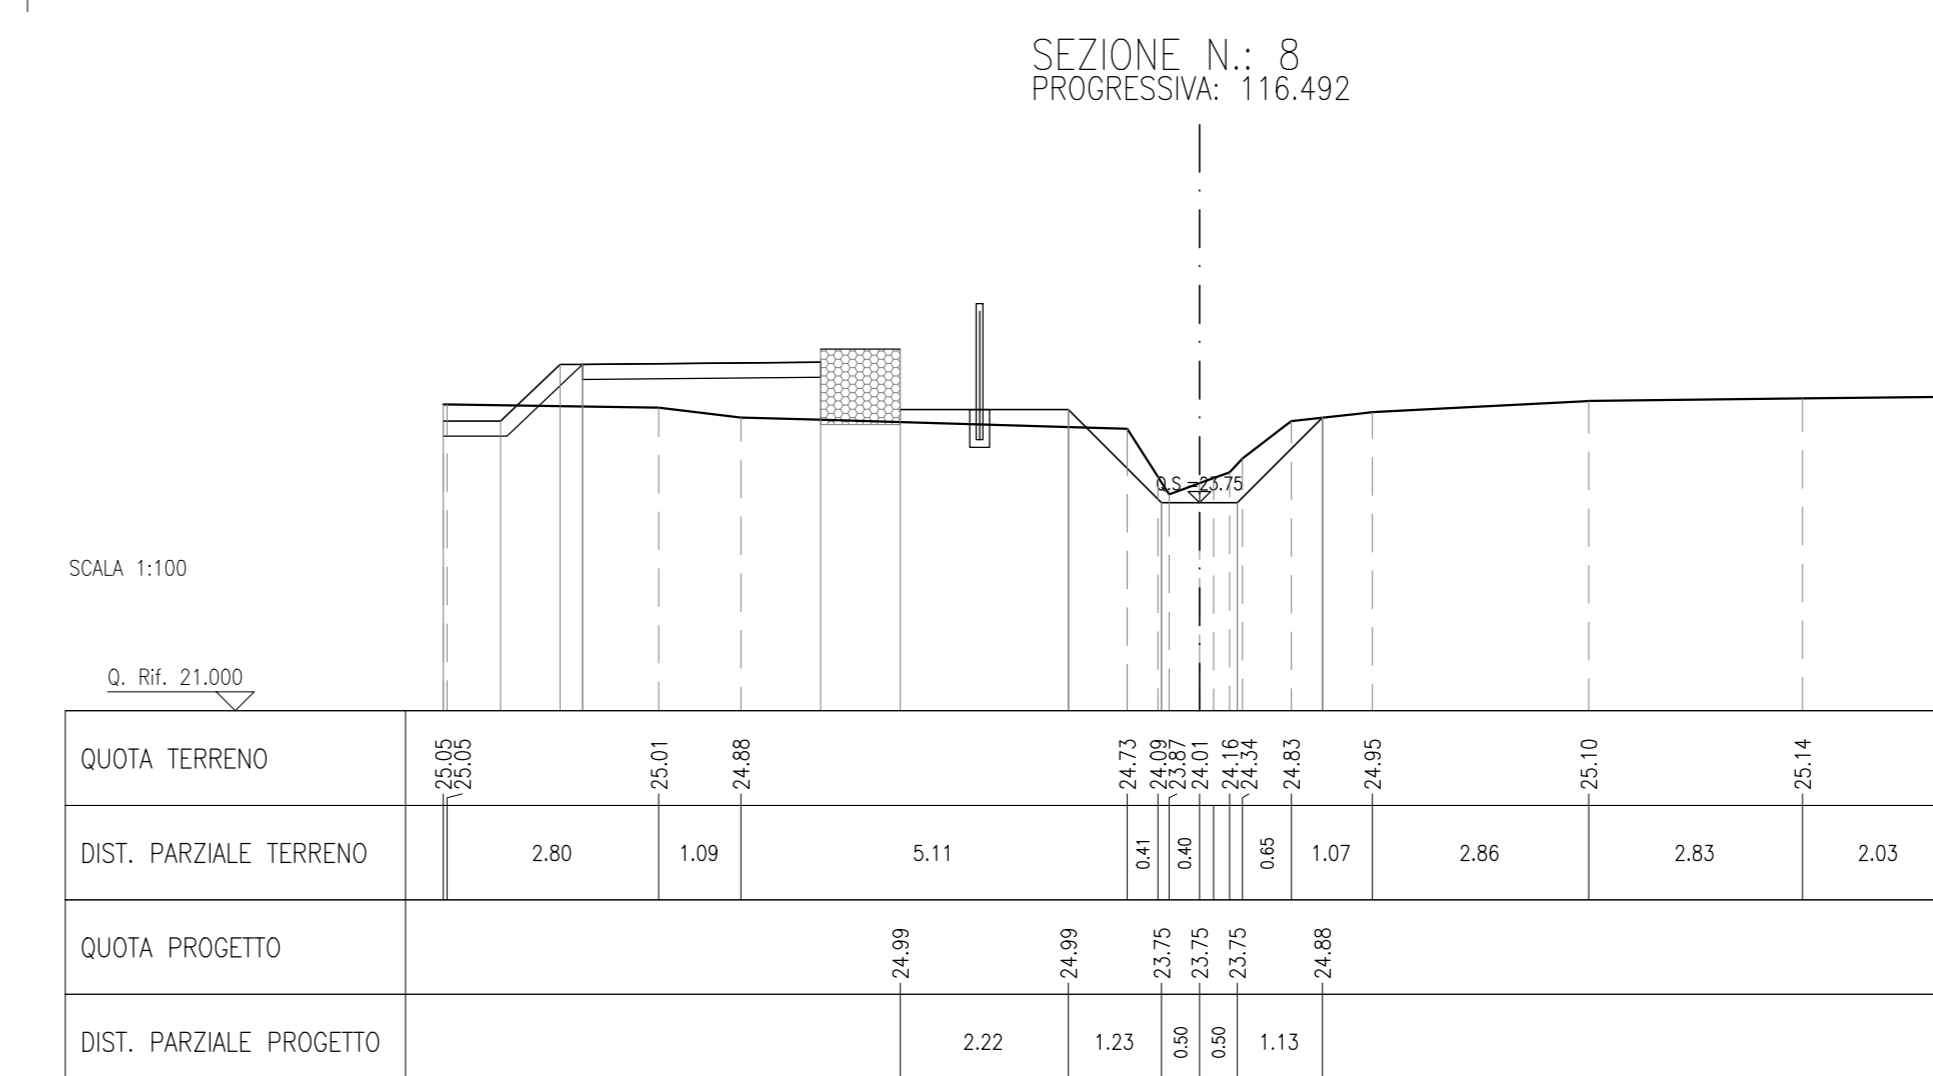 SEZIONE N.: 8
PROGRESSIVA: 116.492
Q.S.=23.75
SCALA 1:100
Q. Rif. 21.000
QUOTA TERRENO 25.05 25.05 25.01 24.88 24.73 24.09 23.87 24.01 24.16 24.34 24.83 24.95 25.10 25.14
DIST. PARZIALE TERRENO 2.80 1.09 5.11 0.41 0.40 0.65 1.07 2.86 2.83 2.03
QUOTA PROGETTO 24.99 24.99 23.75 23.75 23.75 24.88
DIST. PARZIALE PROGETTO 2.22 1.23 0.50 0.50 1.13